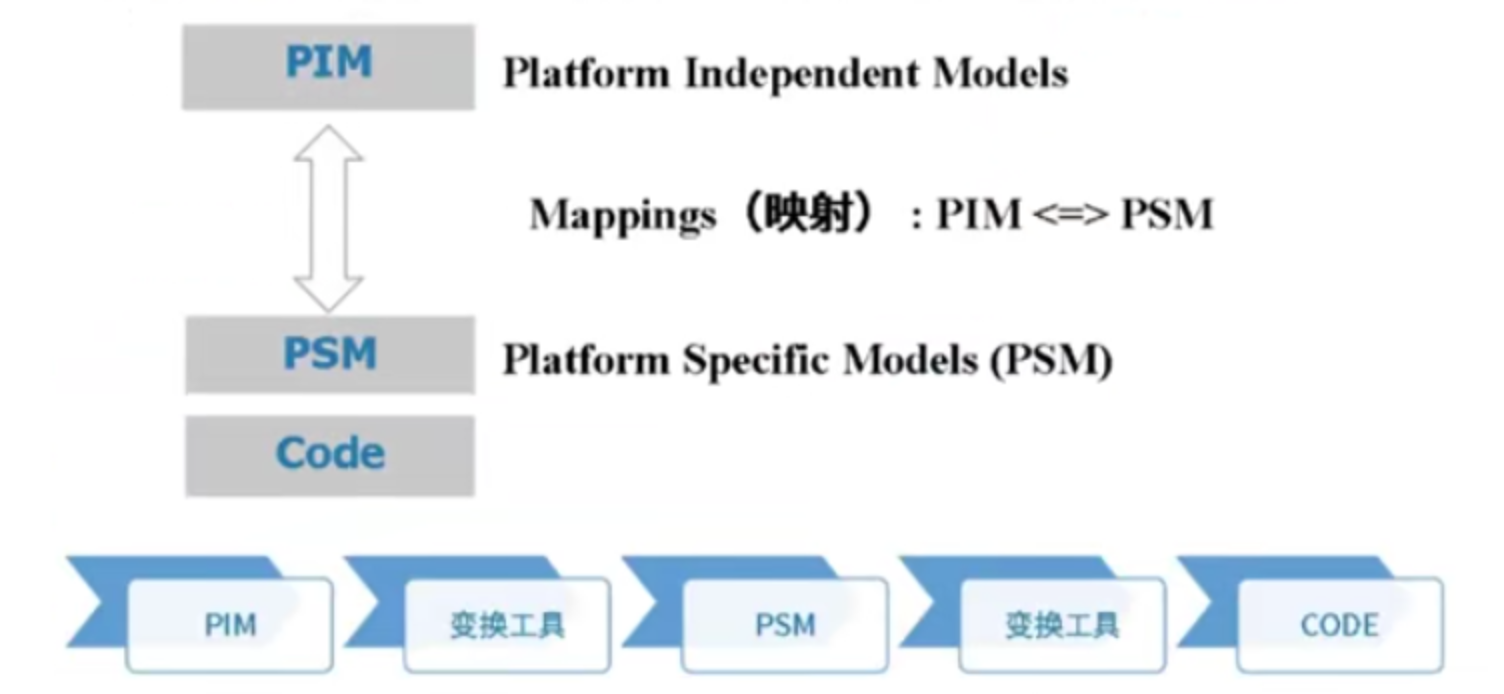 PIM
Platform Independent Models
Mappings（映射）: PIM <=> PSM
PSM
Platform Specific Models (PSM)
Code
PIM
变换工具
PSM
变换工具
CODE